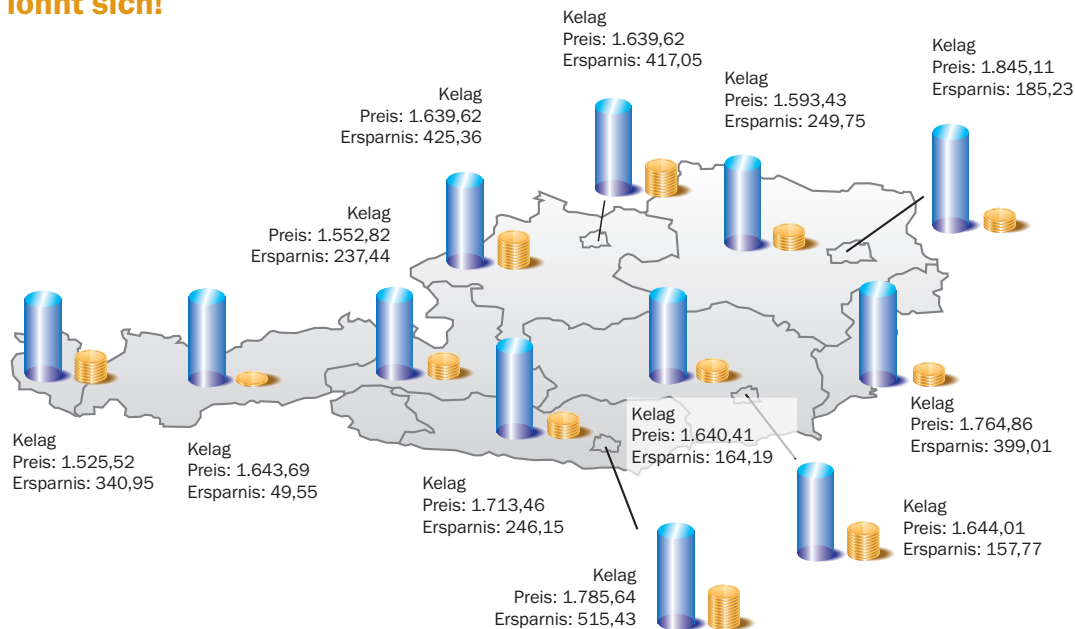 lohnt sich!
Kelag
Preis: 1.639,62
Ersparnis: 417,05
Kelag
Preis: 1.845,11
Ersparnis: 185,23
Kelag
Preis: 1.593,43
Ersparnis: 249,75
Kelag
Preis: 1.639,62
Ersparnis: 425,36
Kelag
Preis: 1.552,82
Ersparnis: 237,44
Kelag
Preis: 1.525,52
Ersparnis: 340,95
Kelag
Preis: 1.643,69
Ersparnis: 49,55
Kelag
Preis: 1.713,46
Ersparnis: 246,15
Kelag
Preis: 1.640,41
Ersparnis: 164,19
Kelag
Preis: 1.764,86
Ersparnis: 399,01
Kelag
Preis: 1.644,01
Ersparnis: 157,77
Kelag
Preis: 1.785,64
Ersparnis: 515,43